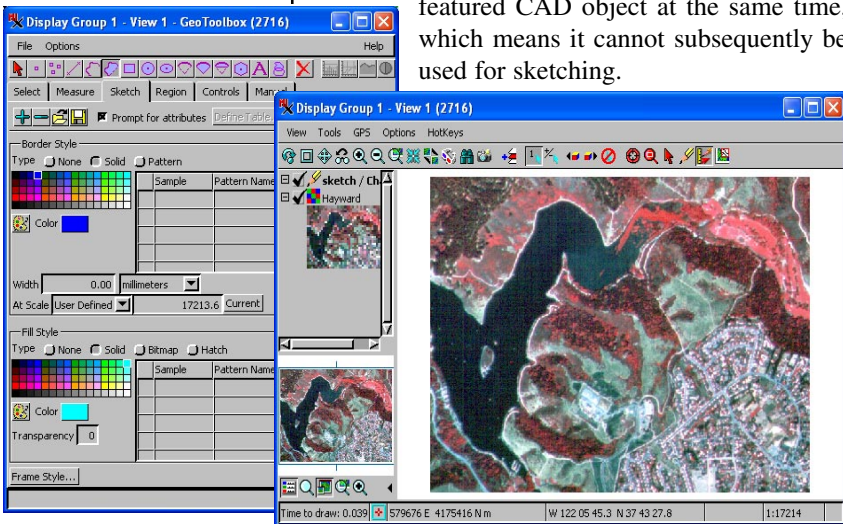 featured CAD object at the same time,
which means it cannot subsequently be
used for sketching.
Display Group 1 - View 1 - GeoToolbox (2716)
File Options Help
Select Measure Sketch Region Controls
Prompt for attributes Define Table...
Border Style
Type None Solid Pattern
Sample Pattern Name
Color
Width 0.00 millimeters
At Scale User Defined 17213.6 Current
Fill Style
Type None Solid Bitmap Hatch
Sample Pattern Name
Color
Transparency 0
Frame Style...
Display Group 1 - View 1 (2716)
View Tools GPS Options HotKeys
sketch /
Hayward
Time to draw: 0.039 579676 E 4175416 N m W 122 05 45.3 N 37 43 27.8 1:17214